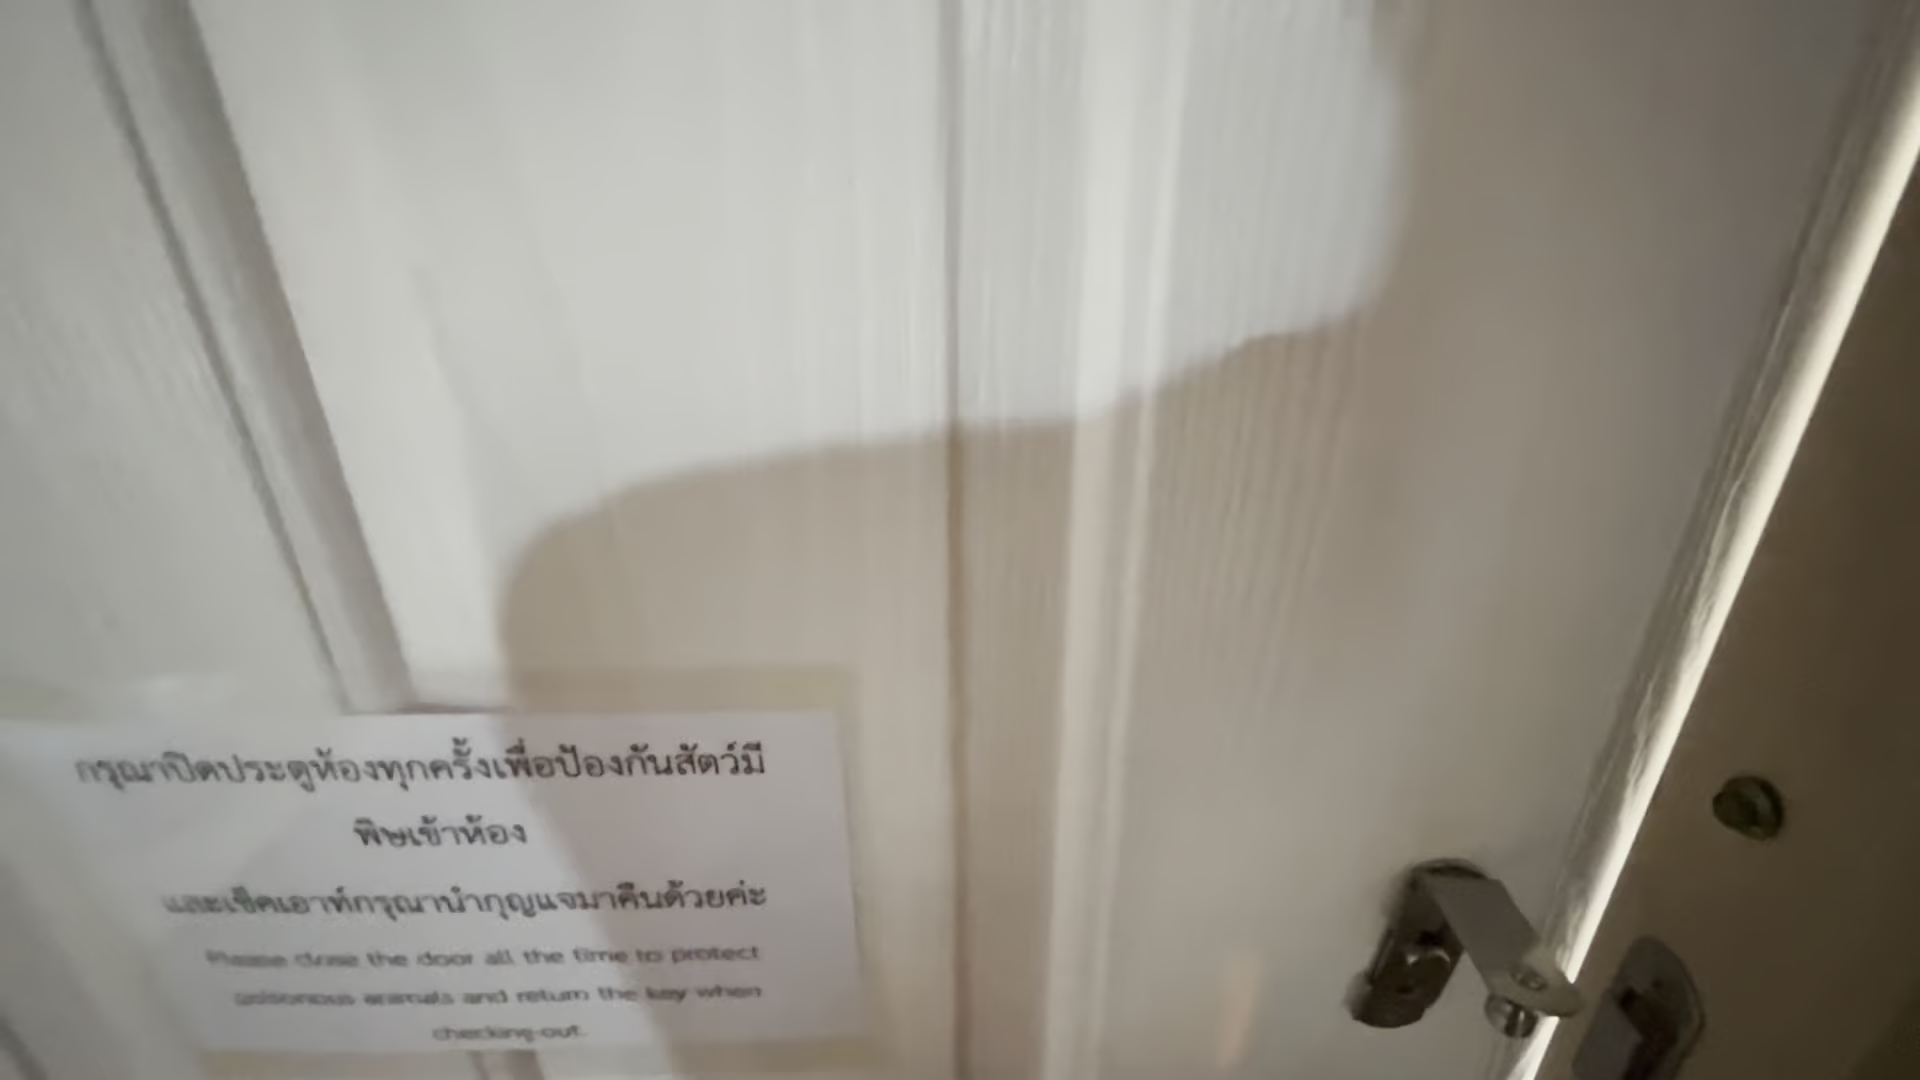 กรุณาปิดประตูห้องทุกครั้งเพื่อป้องกันสัตว์มี
พิษเข้าห้อง
และเช็คเอาท์กรุณานำกุญแจมาคืนด้วยค่ะ
Please close the door all the time to protect
poisonous animals and return the key when
checking-out.